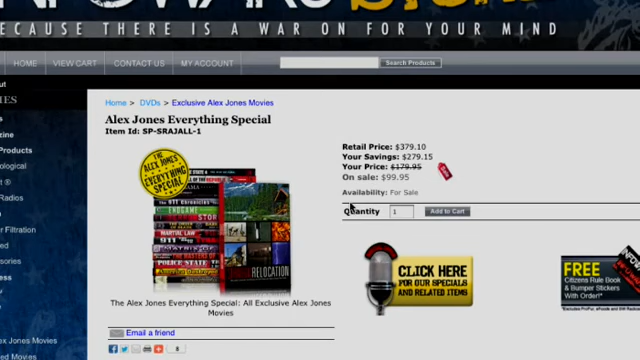 BECAUSE THERE IS A WAR ON FOR YOUR MIND
HOME
VIEW CART
CONTACT US
MY ACCOUNT
Search Products
Home > DVDs > Exclusive Alex Jones Movies
Alex Jones Everything Special
Item Id: SP-SRAJALL-1
THE ALEX JONES
EVERYTHING
SPECIAL
ENDGAME
MARTIAL LAW
POLICE STATE
RELOCATION
The Alex Jones Everything Special: All Exclusive Alex Jones
Movies
Email a friend
8
Retail Price: $379.10
Your Savings: $279.15
Your Price: $179.95
On sale: $99.95
Availability: For Sale
Quantity
1
Add to Cart
CLICK HERE
FOR OUR SPECIALS
AND RELATED ITEMS
FREE
Citizens Rule Book
& Bumper Stickers
With Order!*
Products
Radios
Filtration
Jones Movies
Movies